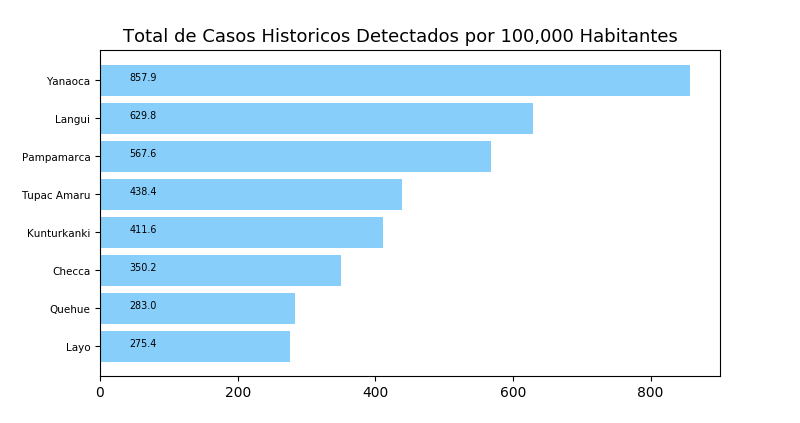 Total de Casos Historicos Detectados por 100,000 Habitantes
Yanaoca 857.9
Langui 629.8
Pampamarca 567.6
Tupac Amaru 438.4
Kunturkanki 411.6
Checca 350.2
Quehue 283.0
Layo 275.4
0 200 400 600 800